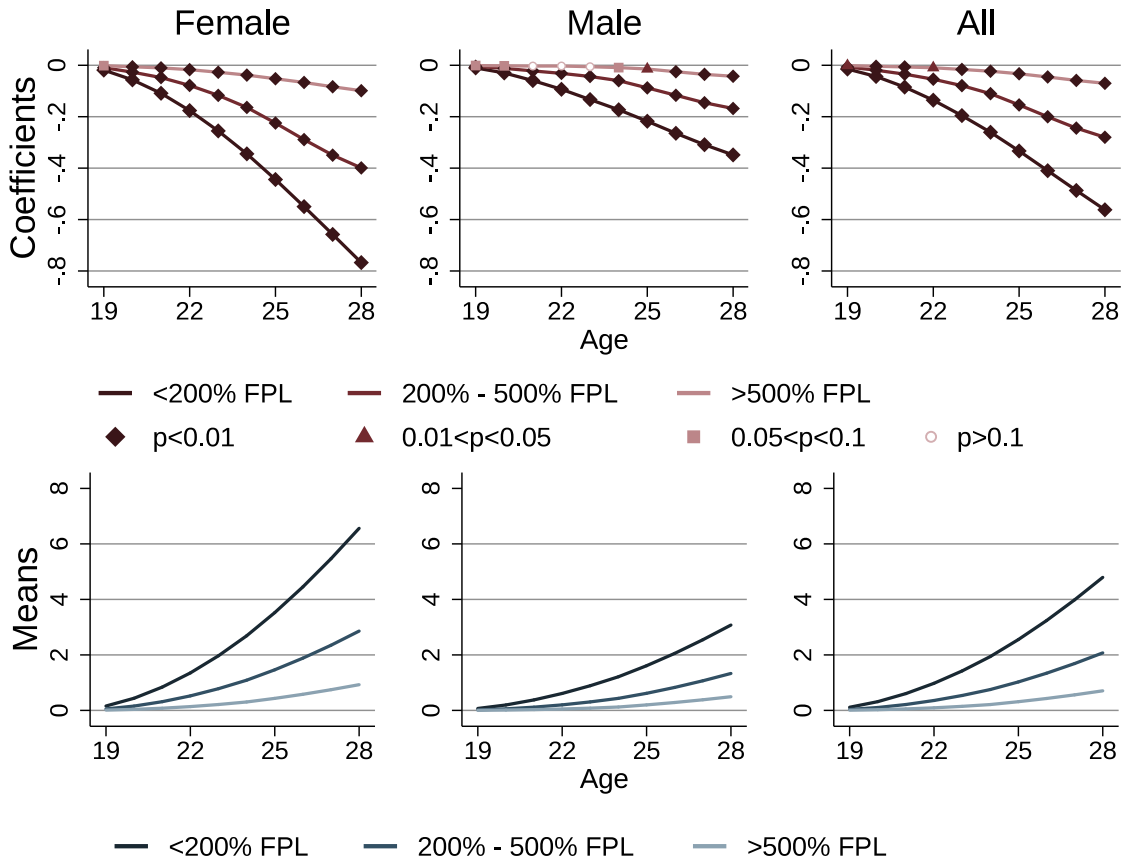 Female Male All
Coefficients
0 -.2 -.4 -.6 -.8
0 -.2 -.4 -.6 -.8
0 -.2 -.4 -.6 -.8
19 22 25 28 19 22 25 28 19 22 25 28
Age
<200% FPL 200% - 500% FPL >500% FPL
p<0.01 0.01<p<0.05 0.05<p<0.1 p>0.1
Means
8 6 4 2 0
8 6 4 2 0
8 6 4 2 0
19 22 25 28 19 22 25 28 19 22 25 28
Age
<200% FPL 200% - 500% FPL >500% FPL